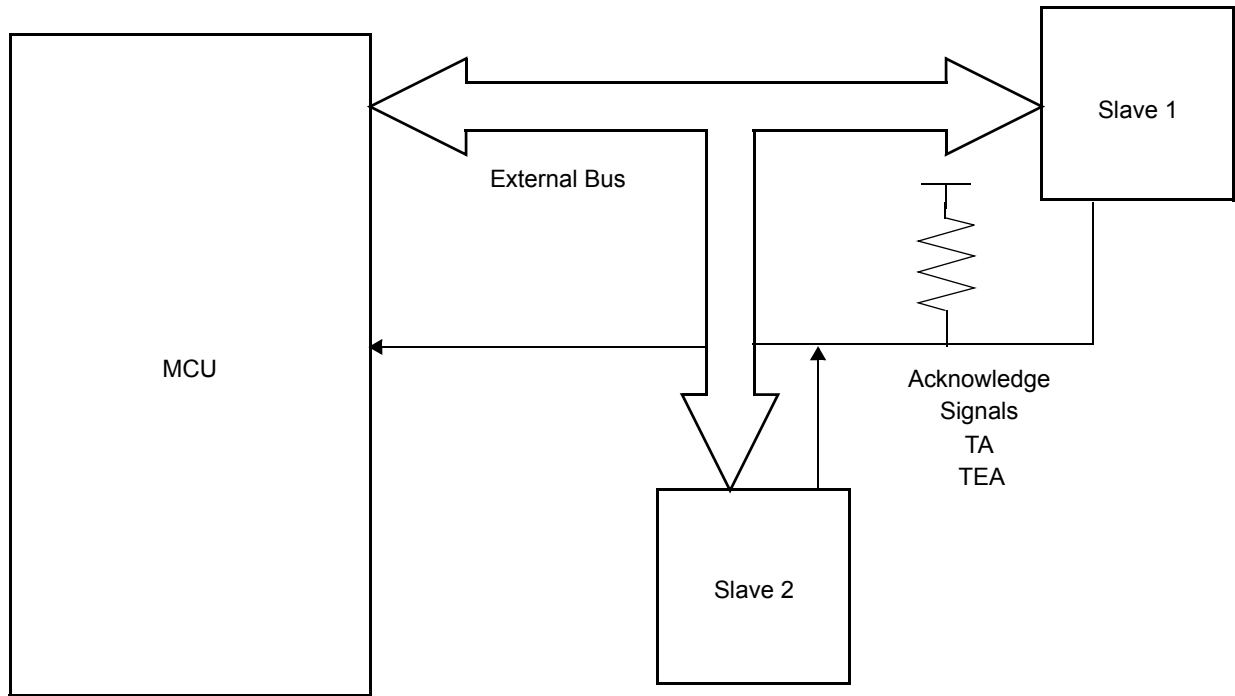 Slave 1
External Bus
MCU
Acknowledge
Signals
TA
TEA
Slave 2